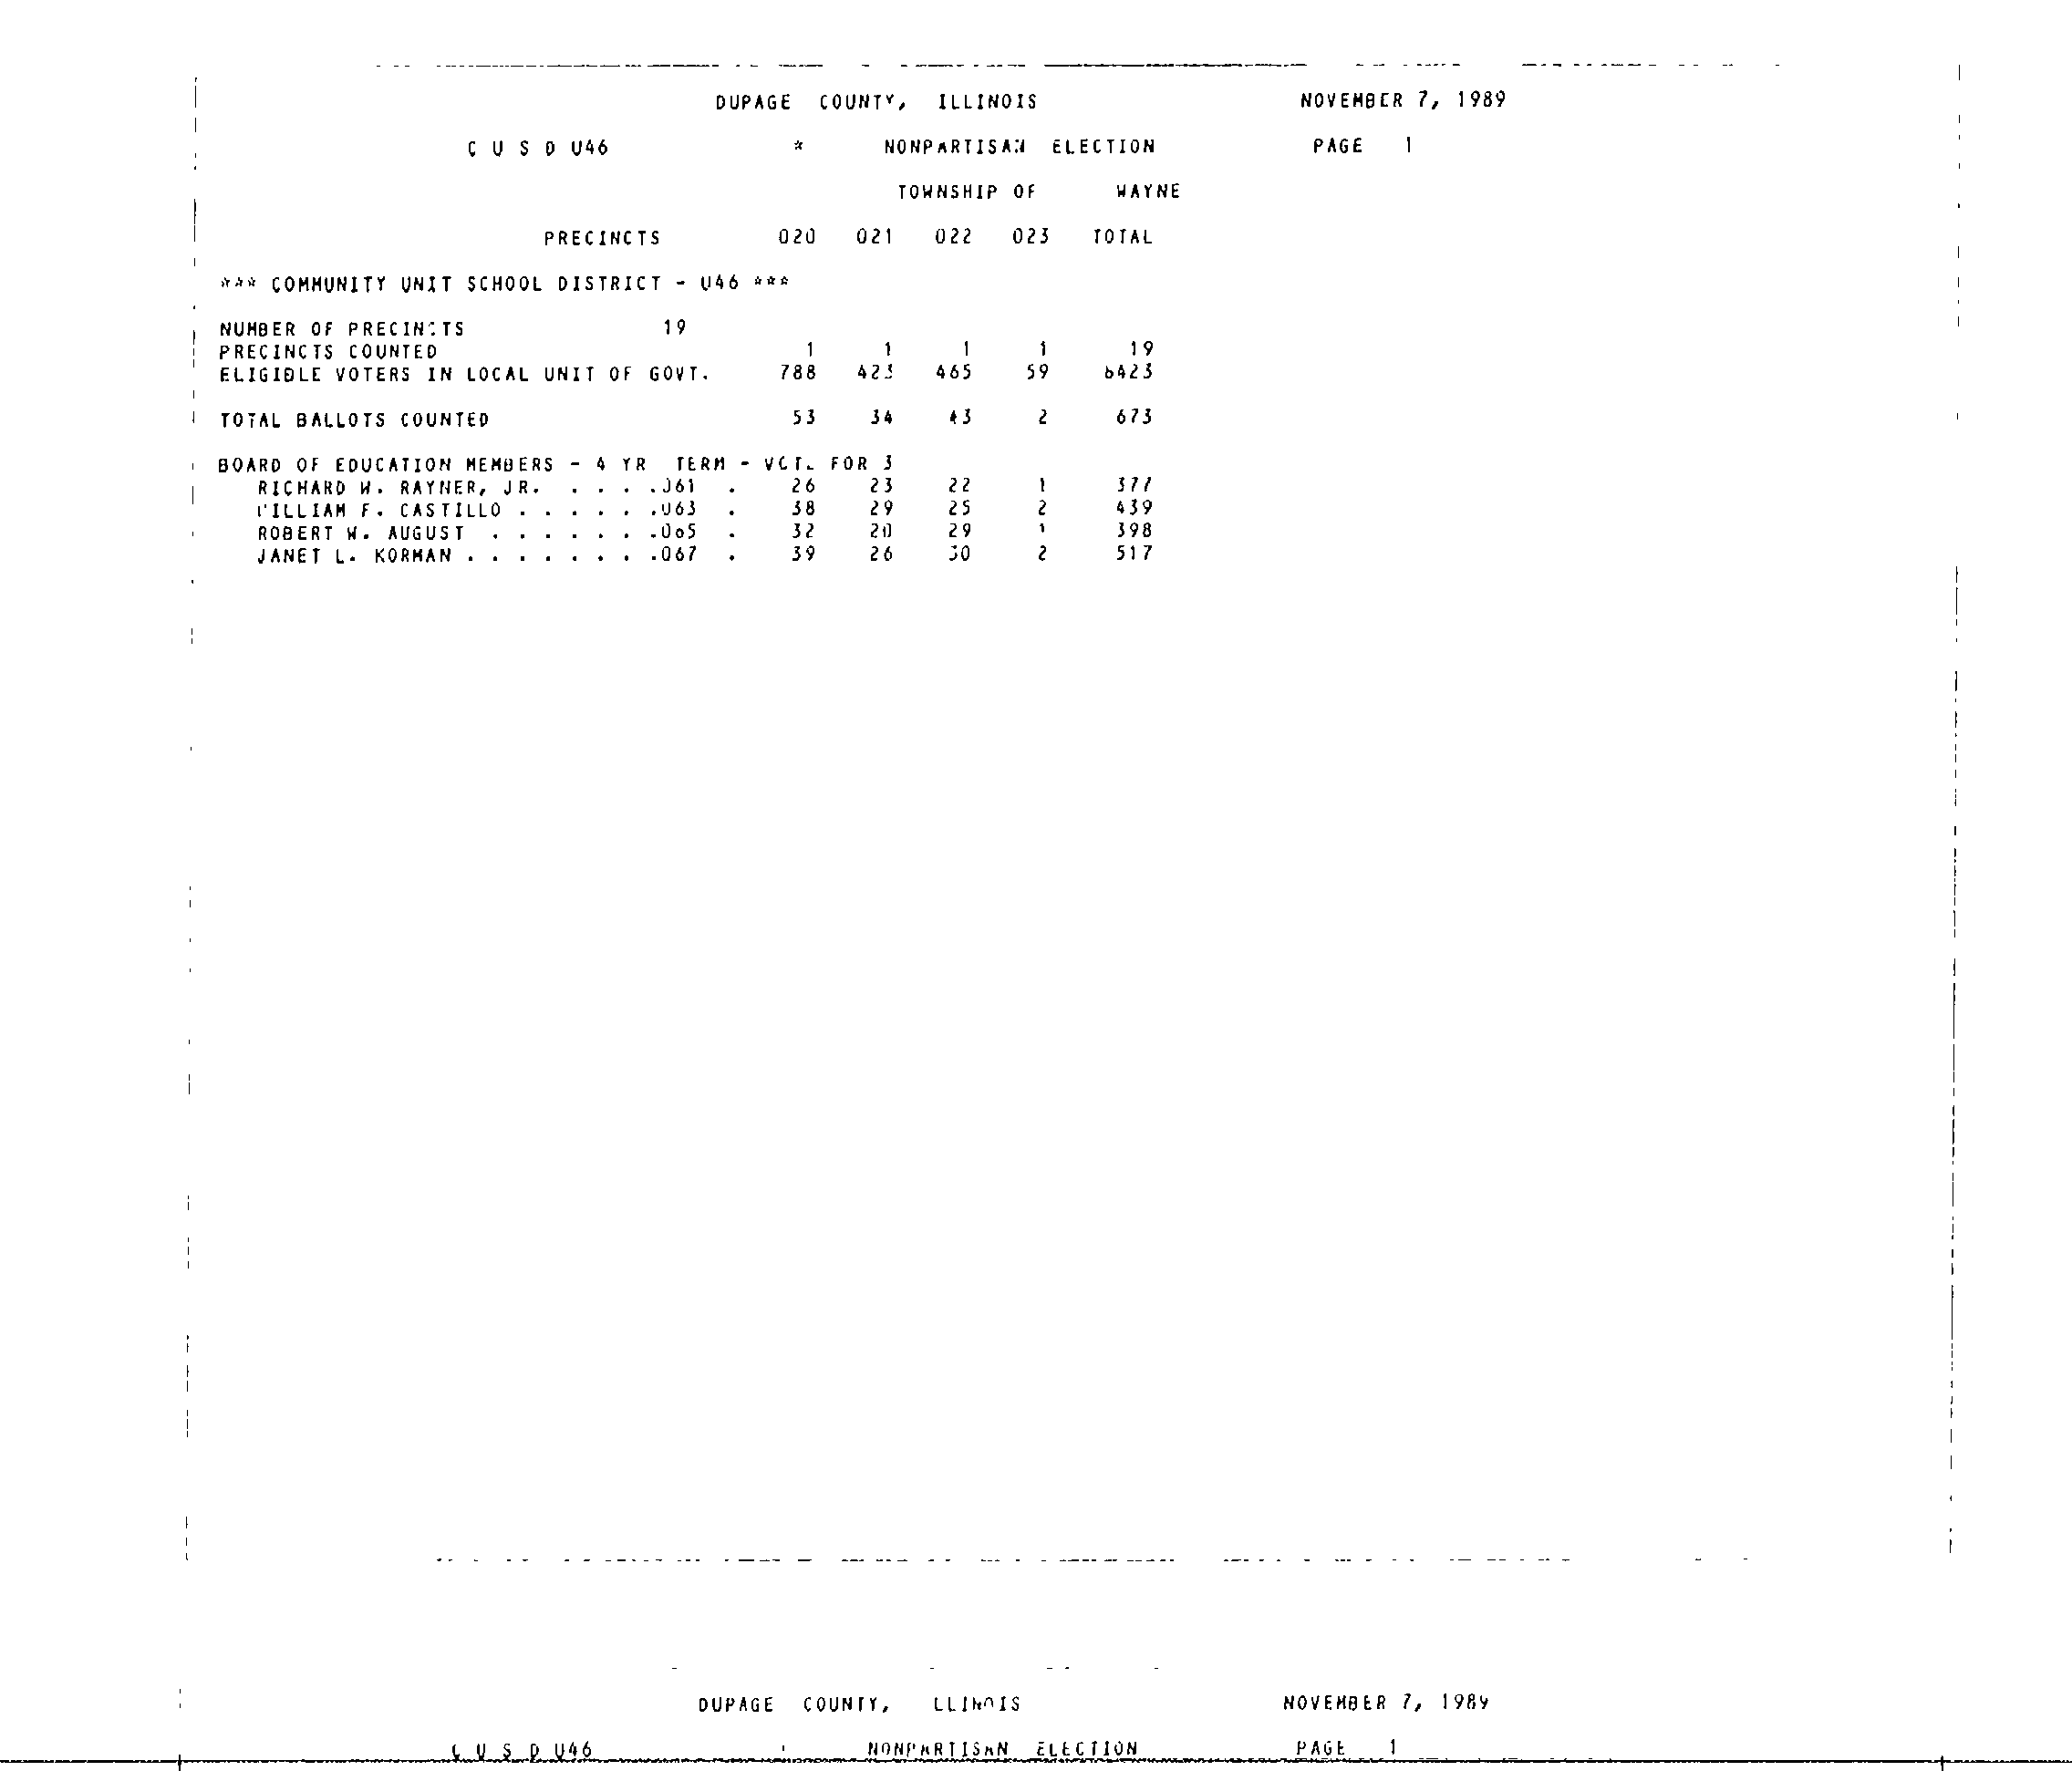 DUPAGE COUNTY, ILLINOIS NOVEMBER 7, 1989
C U S D U46 * NONPARTISAN ELECTION PAGE 1
TOWNSHIP OF WAYNE
PRECINCTS 020 021 022 023 TOTAL
*** COMMUNITY UNIT SCHOOL DISTRICT - U46 ***
NUMBER OF PRECINCTS 19
PRECINCTS COUNTED 1 1 1 1 19
ELIGIBLE VOTERS IN LOCAL UNIT OF GOVT. 788 423 465 59
TOTAL BALLOTS COUNTED 53 34 43 2 673
BOARD OF EDUCATION MEMBERS - 4 YR TERM - VOTE FOR 3
RICHARD W. RAYNER, JR. . . . .061 . 26 23 22 1 377
WILLIAM F. CASTILLO . . . . . .063 . 38 29 25 2 439
ROBERT W. AUGUST . . . . . . .065 . 32 20 29 1 398
JANET L. KORMAN . . . . . . . .067 . 39 26 30 2 517
DUPAGE COUNTY, LLINOIS NOVEMBER 7, 1989
C U S D U46 NONPARTISAN ELECTION PAGE 1